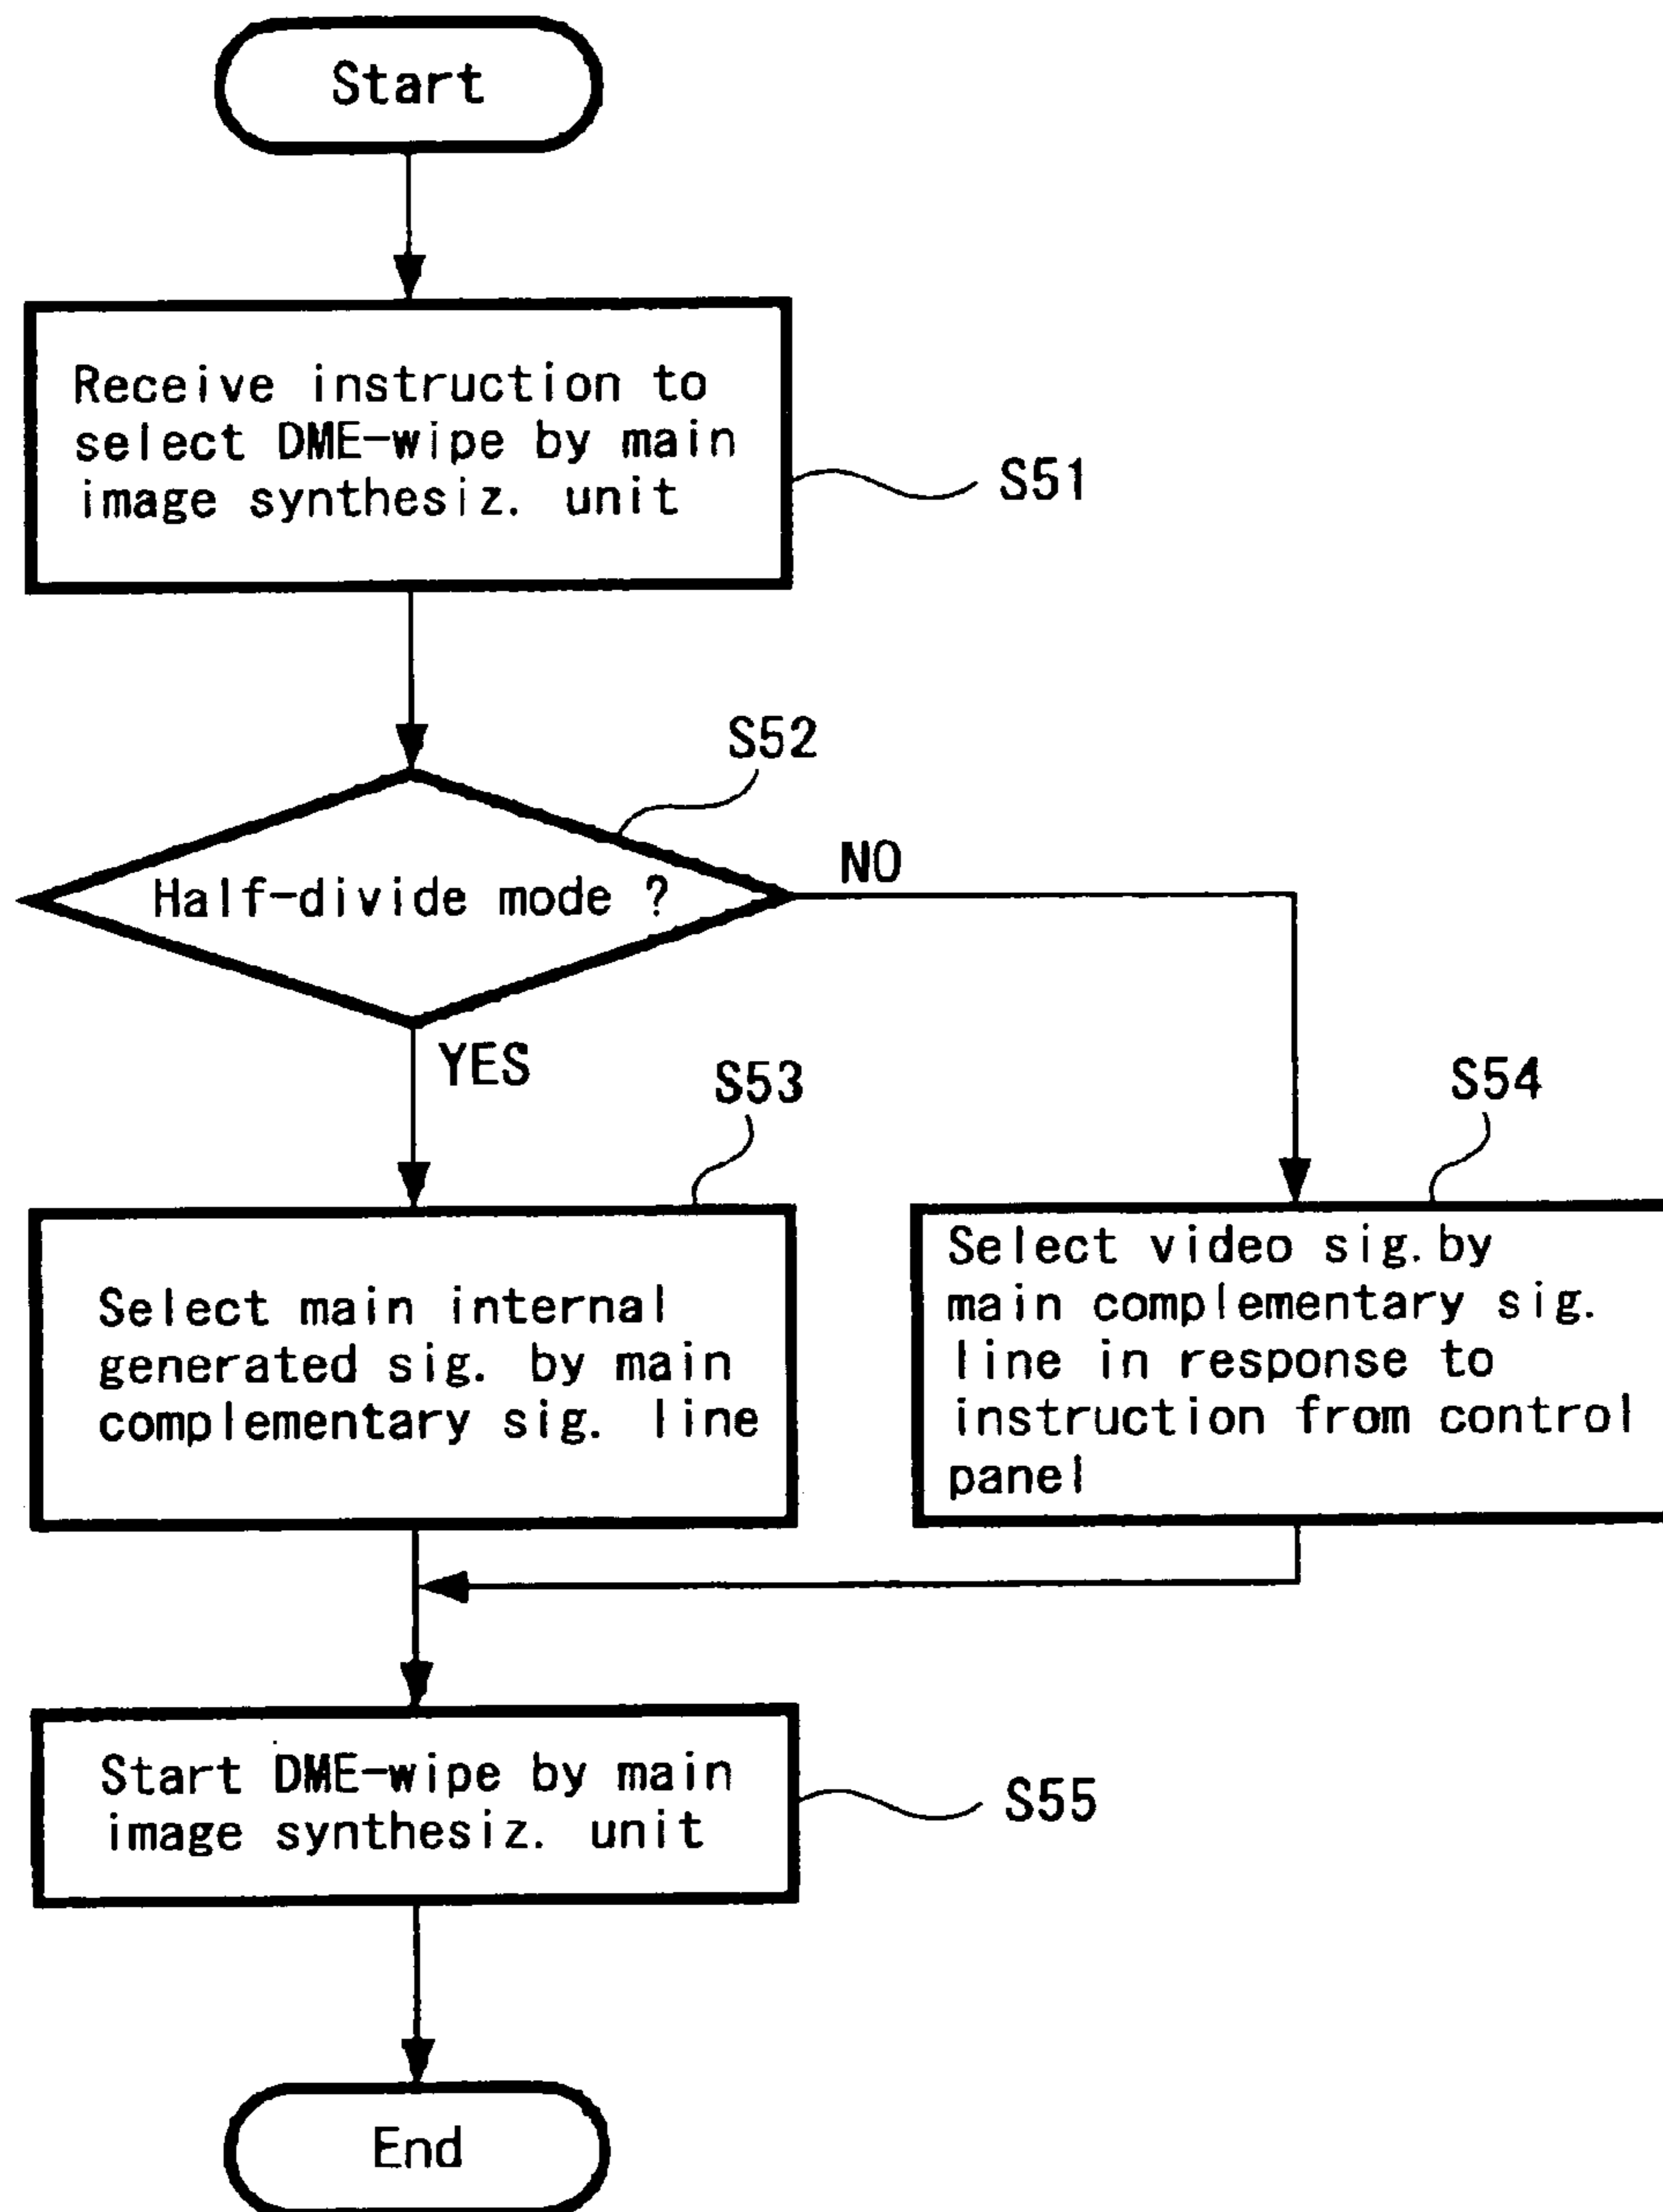 Start
Receive instruction to
select DME-wipe by main
image synthesiz. unit
S51
S52
Half-divide mode ?
NO
YES
S53
S54
Select main internal
generated sig. by main
complementary sig. line
Select video sig. by
main complementary sig.
line in response to
instruction from control
panel
Start DME-wipe by main
image synthesiz. unit
S55
End